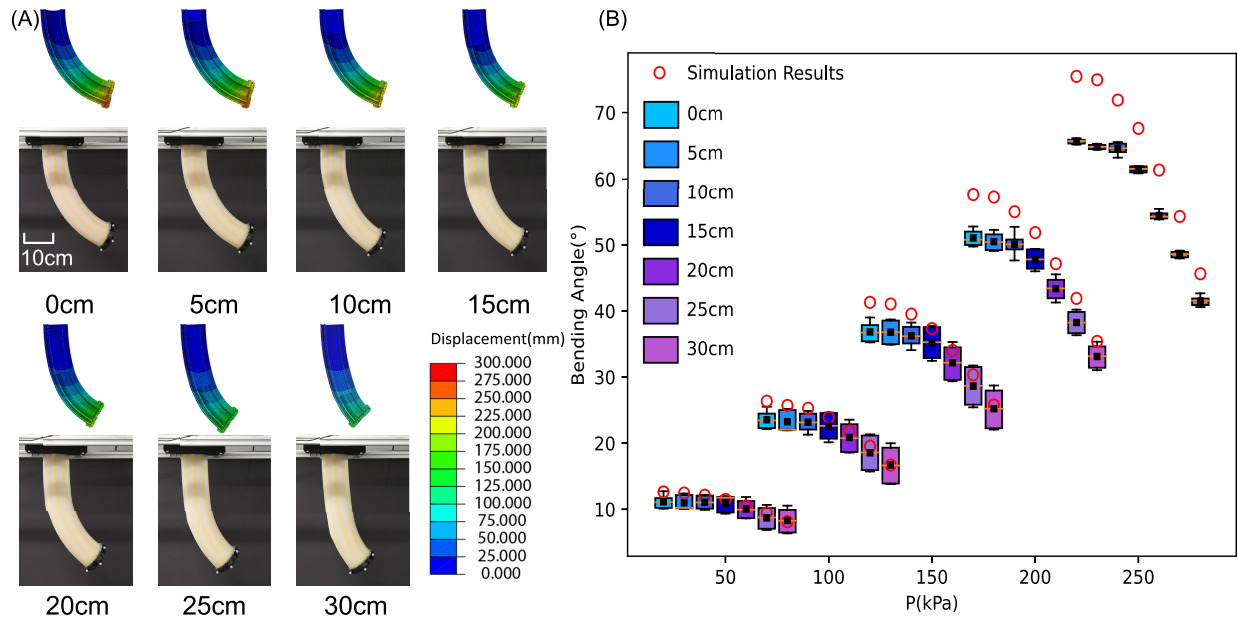 (A)
10cm
0cm
5cm
10cm
15cm
Displacement(mm)
300.000
275.000
250.000
225.000
200.000
175.000
150.000
125.000
100.000
75.000
50.000
25.000
0.000
20cm
25cm
30cm
(B)
Simulation Results
0cm
5cm
10cm
15cm
20cm
25cm
30cm
Bending Angle(°)
70
60
50
40
30
20
10
50
100
150
200
250
P(kPa)